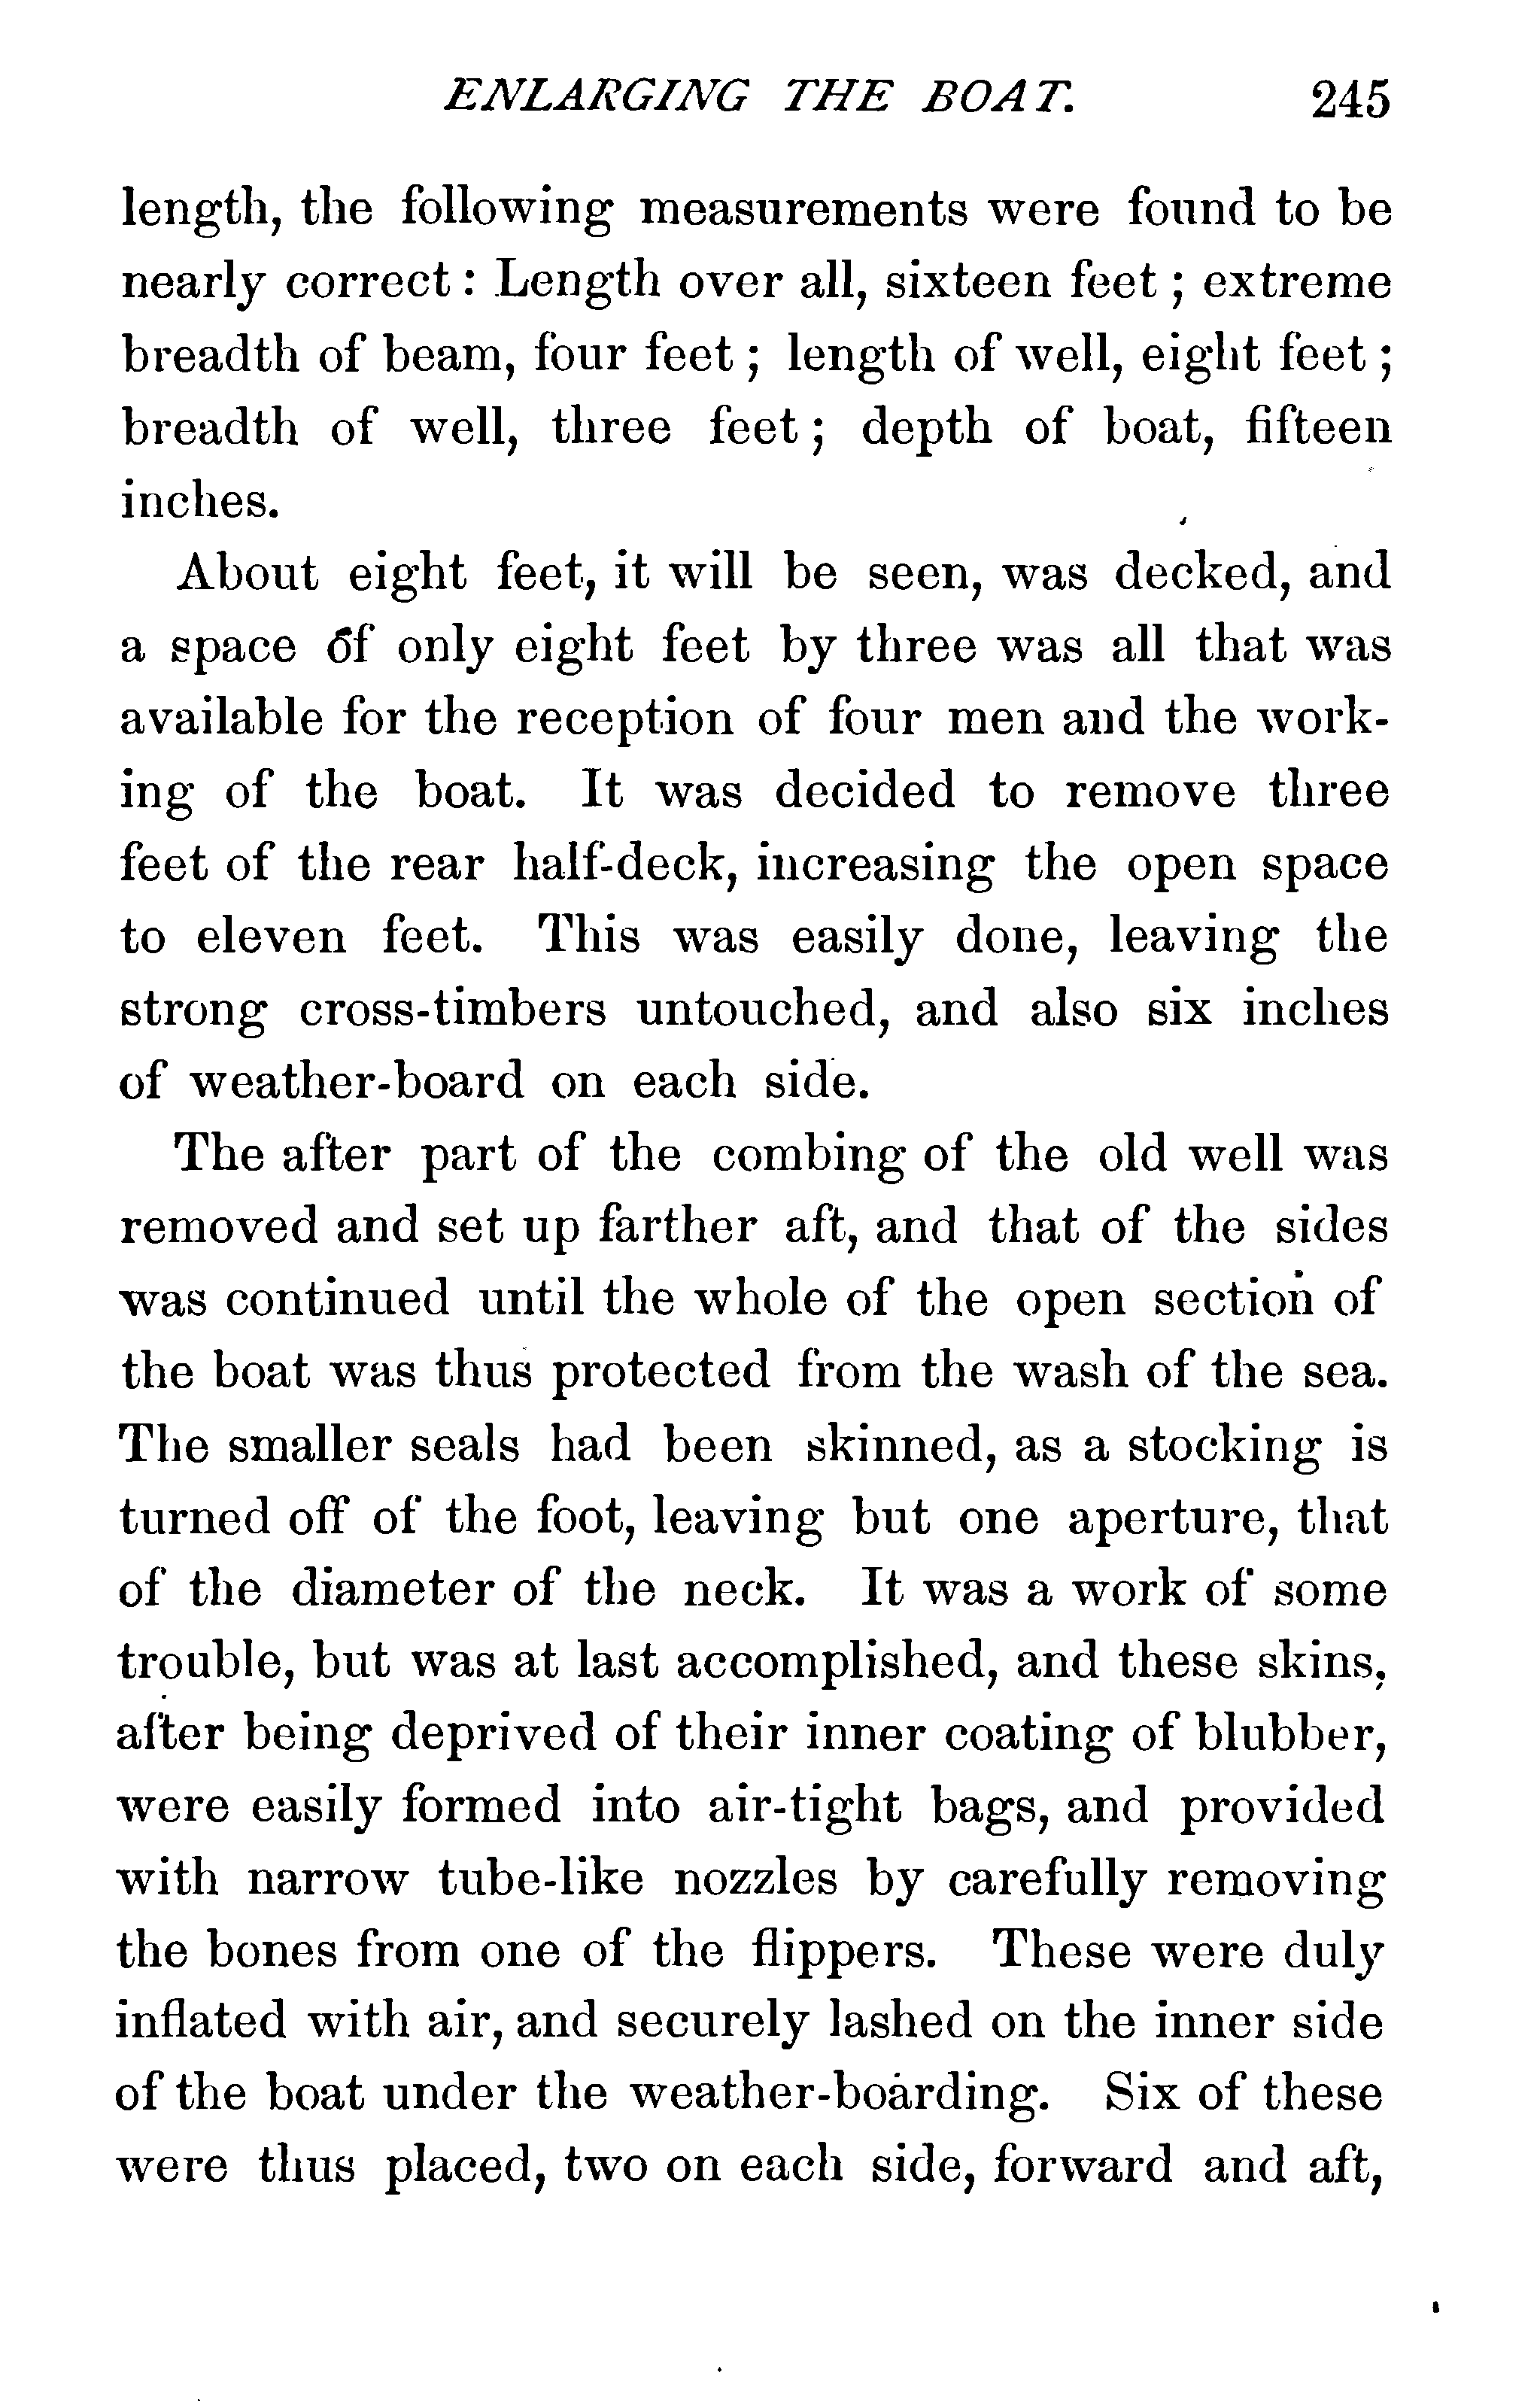 ENLARGING THE BOAT. 245
length, the following measurements were found to be
nearly correct : Length over all, sixteen feet ; extreme
breadth of beam, four feet ; length of well, eight feet ;
breadth of well, three feet ; depth of boat, fifteen
inches.
About eight feet, it will be seen, was decked, and
a space of only eight feet by three was all that was
available for the reception of four men and the work-
ing of the boat. It was decided to remove three
feet of the rear half-deck, increasing the open space
to eleven feet. This was easily done, leaving the
strong cross-timbers untouched, and also six inches
of weather-board on each side.
The after part of the combing of the old well was
removed and set up farther aft, and that of the sides
was continued until the whole of the open section of
the boat was thus protected from the wash of the sea.
The smaller seals had been skinned, as a stocking is
turned off of the foot, leaving but one aperture, that
of the diameter of the neck. It was a work of some
trouble, but was at last accomplished, and these skins,
after being deprived of their inner coating of blubber,
were easily formed into air-tight bags, and provided
with narrow tube-like nozzles by carefully removing
the bones from one of the flippers. These were duly
inflated with air, and securely lashed on the inner side
of the boat under the weather-boarding. Six of these
were thus placed, two on each side, forward and aft,